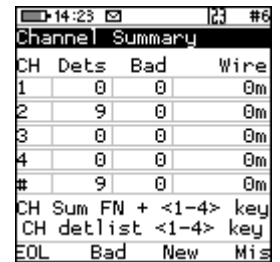 14:23 123 #6
Channel Summary
CH Dets Bad Wire
1 0 0 0m
2 9 0 0m
3 0 0 0m
4 0 0 0m
# 9 0 0m
CH Sum FN + <1-4> key
CH detlist <1-4> key
EOL Bad New Mis